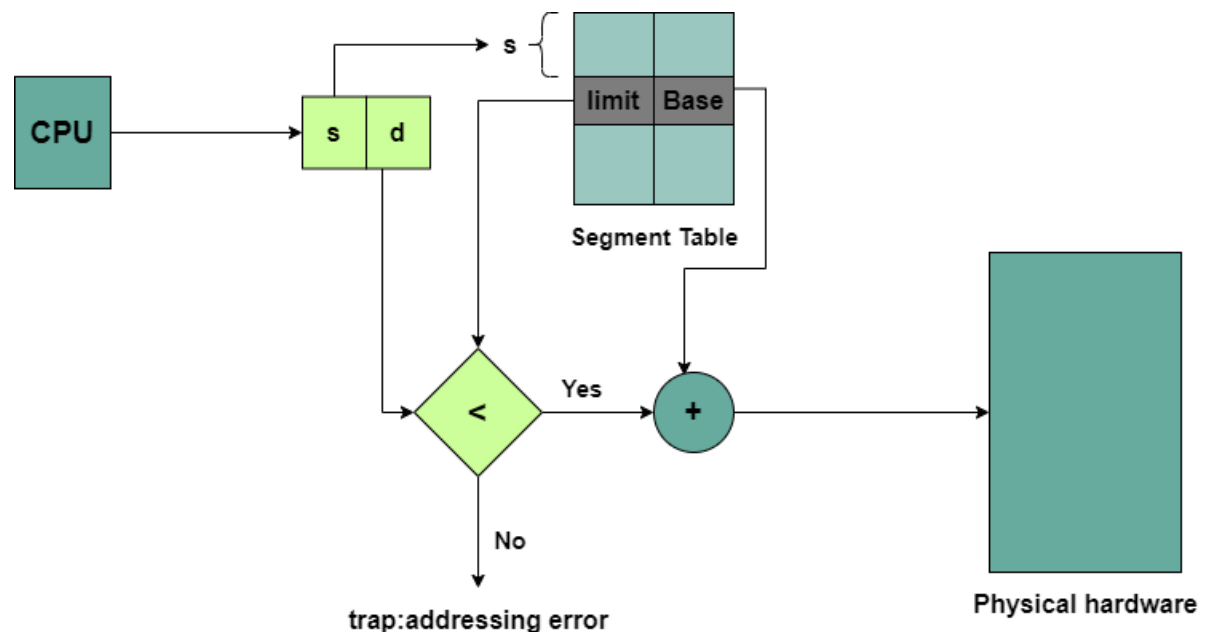 s
CPU
s
d
limit
Base
Segment Table
<
Yes
+
No
trap:addressing error
Physical hardware